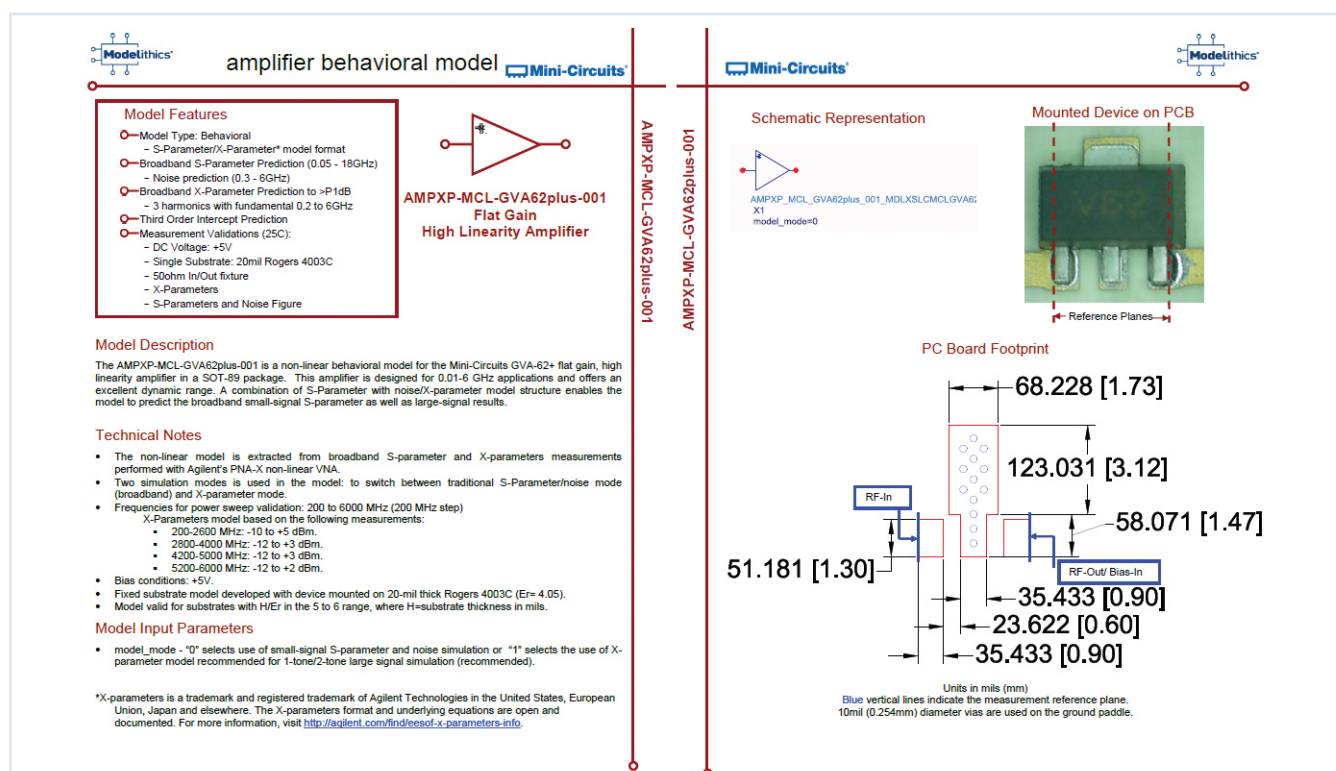 Modelithics®
amplifier behavioral model
Mini-Circuits®
Model Features
Model Type: Behavioral
– S-Parameter/X-Parameter* model format
Broadband S-Parameter Prediction (0.05 - 18GHz)
– Noise prediction (0.3 - 6GHz)
Broadband X-Parameter Prediction to >P1dB
– 3 harmonics with fundamental 0.2 to 6GHz
Third Order Intercept Prediction
Measurement Validations (25C):
– DC Voltage: +5V
– Single Substrate: 20mil Rogers 4003C
– 50ohm In/Out fixture
– X-Parameters
– S-Parameters and Noise Figure
AMPXP-MCL-GVA62plus-001
Flat Gain
High Linearity Amplifier
AMPXP-MCL-GVA62plus-001
Model Description
The AMPXP-MCL-GVA62plus-001 is a non-linear behavioral model for the Mini-Circuits GVA-62+ flat gain, high
linearity amplifier in a SOT-89 package. This amplifier is designed for 0.01-6 GHz applications and offers an
excellent dynamic range. A combination of S-Parameter with noise/X-parameter model structure enables the
model to predict the broadband small-signal S-parameter as well as large-signal results.
Technical Notes
• The non-linear model is extracted from broadband S-parameter and X-parameters measurements
performed with Agilent's PNA-X non-linear VNA.
• Two simulation modes is used in the model: to switch between traditional S-Parameter/noise mode
(broadband) and X-parameter mode.
• Frequencies for power sweep validation: 200 to 6000 MHz (200 MHz step)
X-Parameters model based on the following measurements:
▪ 200-2600 MHz: -10 to +5 dBm.
▪ 2800-4000 MHz: -12 to +3 dBm.
▪ 4200-5000 MHz: -12 to +3 dBm.
▪ 5200-6000 MHz: -12 to +2 dBm.
• Bias conditions: +5V.
• Fixed substrate model developed with device mounted on 20-mil thick Rogers 4003C (Er= 4.05).
• Model valid for substrates with H/Er in the 5 to 6 range, where H=substrate thickness in mils.
Model Input Parameters
• model_mode - "0" selects use of small-signal S-parameter and noise simulation or "1" selects the use of X-
parameter model recommended for 1-tone/2-tone large signal simulation (recommended).
*X-parameters is a trademark and registered trademark of Agilent Technologies in the United States, European
Union, Japan and elsewhere. The X-parameters format and underlying equations are open and
documented. For more information, visit http://agilent.com/find/eesof-x-parameters-info.
Mini-Circuits®
Modelithics®
AMPXP-MCL-GVA62plus-001
Schematic Representation
AMPXP_MCL_GVA62plus_001_MDLXSLCMCLGVA62
X1
model_mode=0
Mounted Device on PCB
V62
Reference Planes
PC Board Footprint
68.228 [1.73]
123.031 [3.12]
RF-In
58.071 [1.47]
51.181 [1.30]
RF-Out/ Bias-In
35.433 [0.90]
23.622 [0.60]
35.433 [0.90]
Units in mils (mm)
Blue vertical lines indicate the measurement reference plane.
10mil (0.254mm) diameter vias are used on the ground paddle.